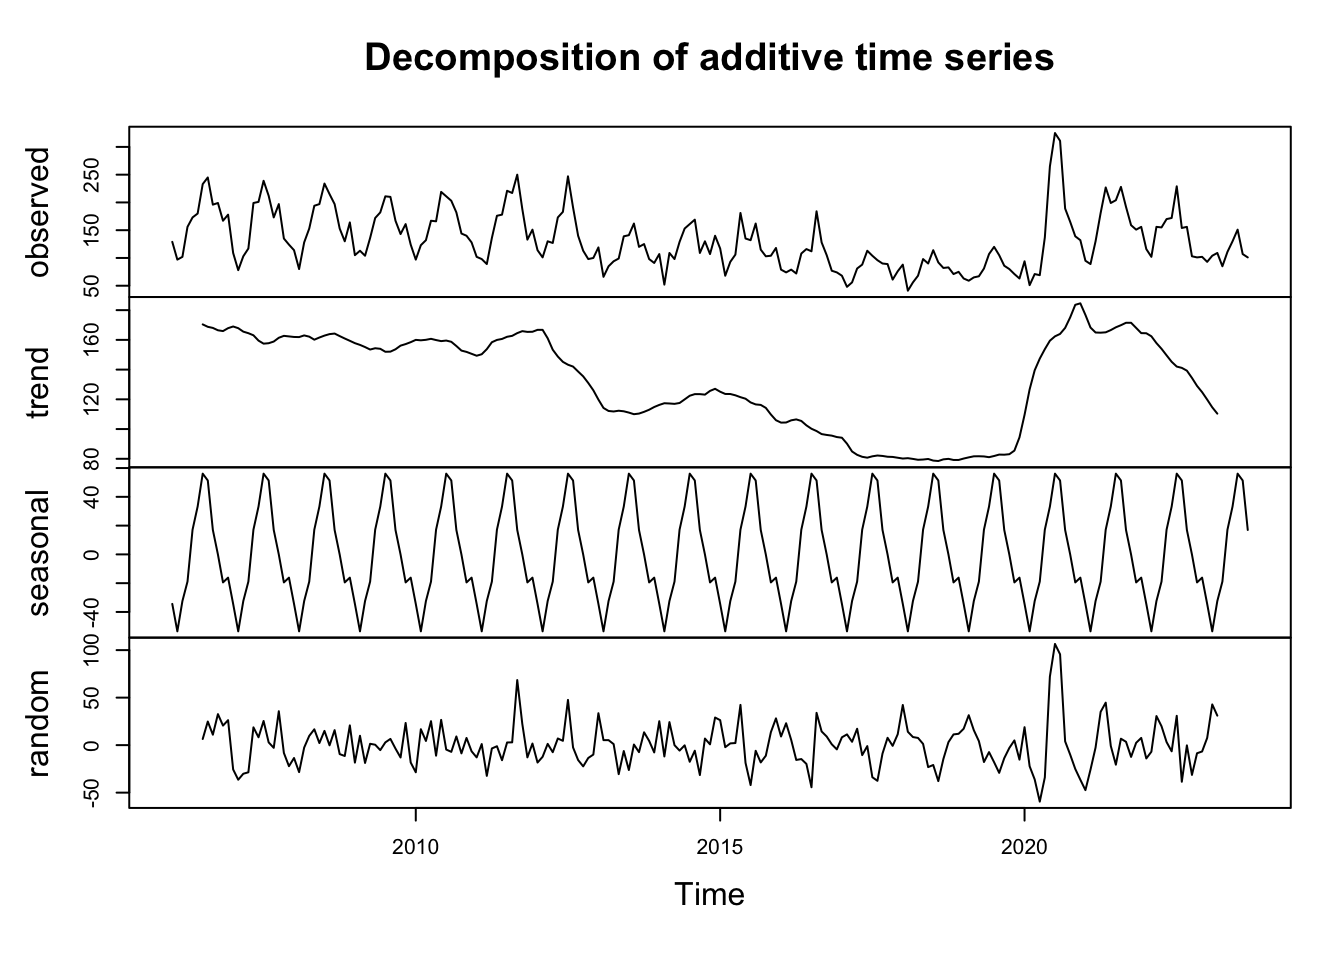 Decomposition of additive time series
observed
50 150 250
trend
80 120 160
seasonal
-40 0 40
random
-50 0 50 100
2010 2015 2020
Time